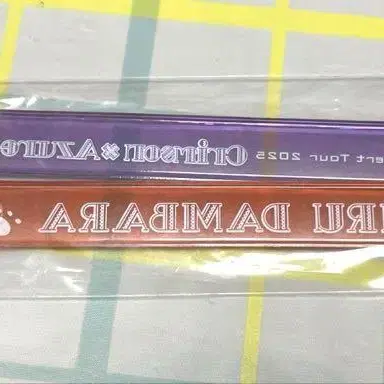 ert Tour 2025 Crimson × Azure
IRU DAMBARA